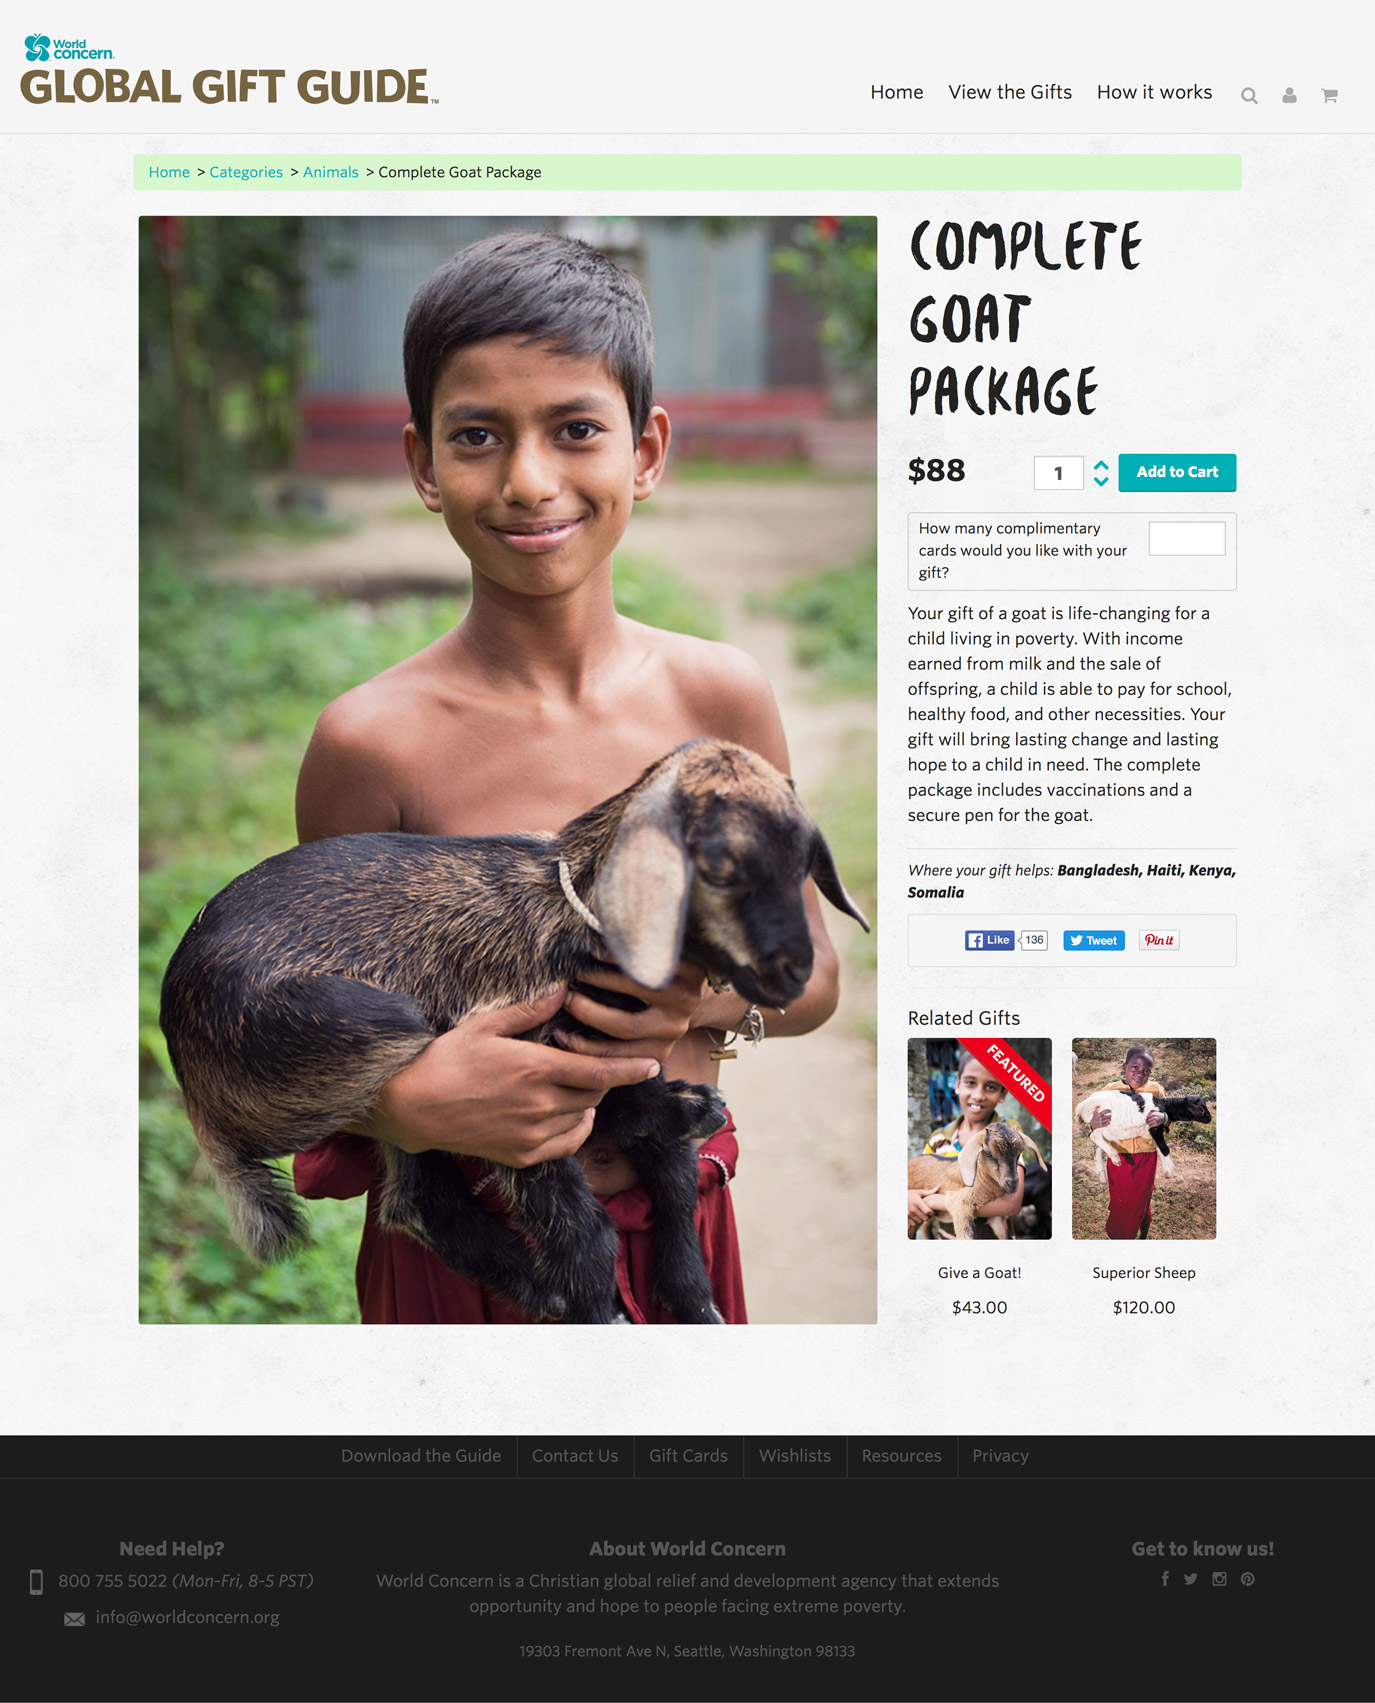 World
concern.
GLOBAL GIFT GUIDE™
Home View the Gifts How it works
Home > Categories > Animals > Complete Goat Package
COMPLETE
GOAT
PACKAGE
$88 1 Add to Cart
How many complimentary
cards would you like with your
gift?
Your gift of a goat is life-changing for a
child living in poverty. With income
earned from milk and the sale of
offspring, a child is able to pay for school,
healthy food, and other necessities. Your
gift will bring lasting change and lasting
hope to a child in need. The complete
package includes vaccinations and a
secure pen for the goat.
Where your gift helps: Bangladesh, Haiti, Kenya,
Somalia
Like 136 Tweet Pin it
Related Gifts
FEATURED
Give a Goat!
$43.00
Superior Sheep
$120.00
Download the Guide Contact Us Gift Cards Wishlists Resources Privacy
Need Help?
800 755 5022 (Mon-Fri, 8-5 PST)
info@worldconcern.org
About World Concern
World Concern is a Christian global relief and development agency that extends
opportunity and hope to people facing extreme poverty.
19303 Fremont Ave N, Seattle, Washington 98133
Get to know us!